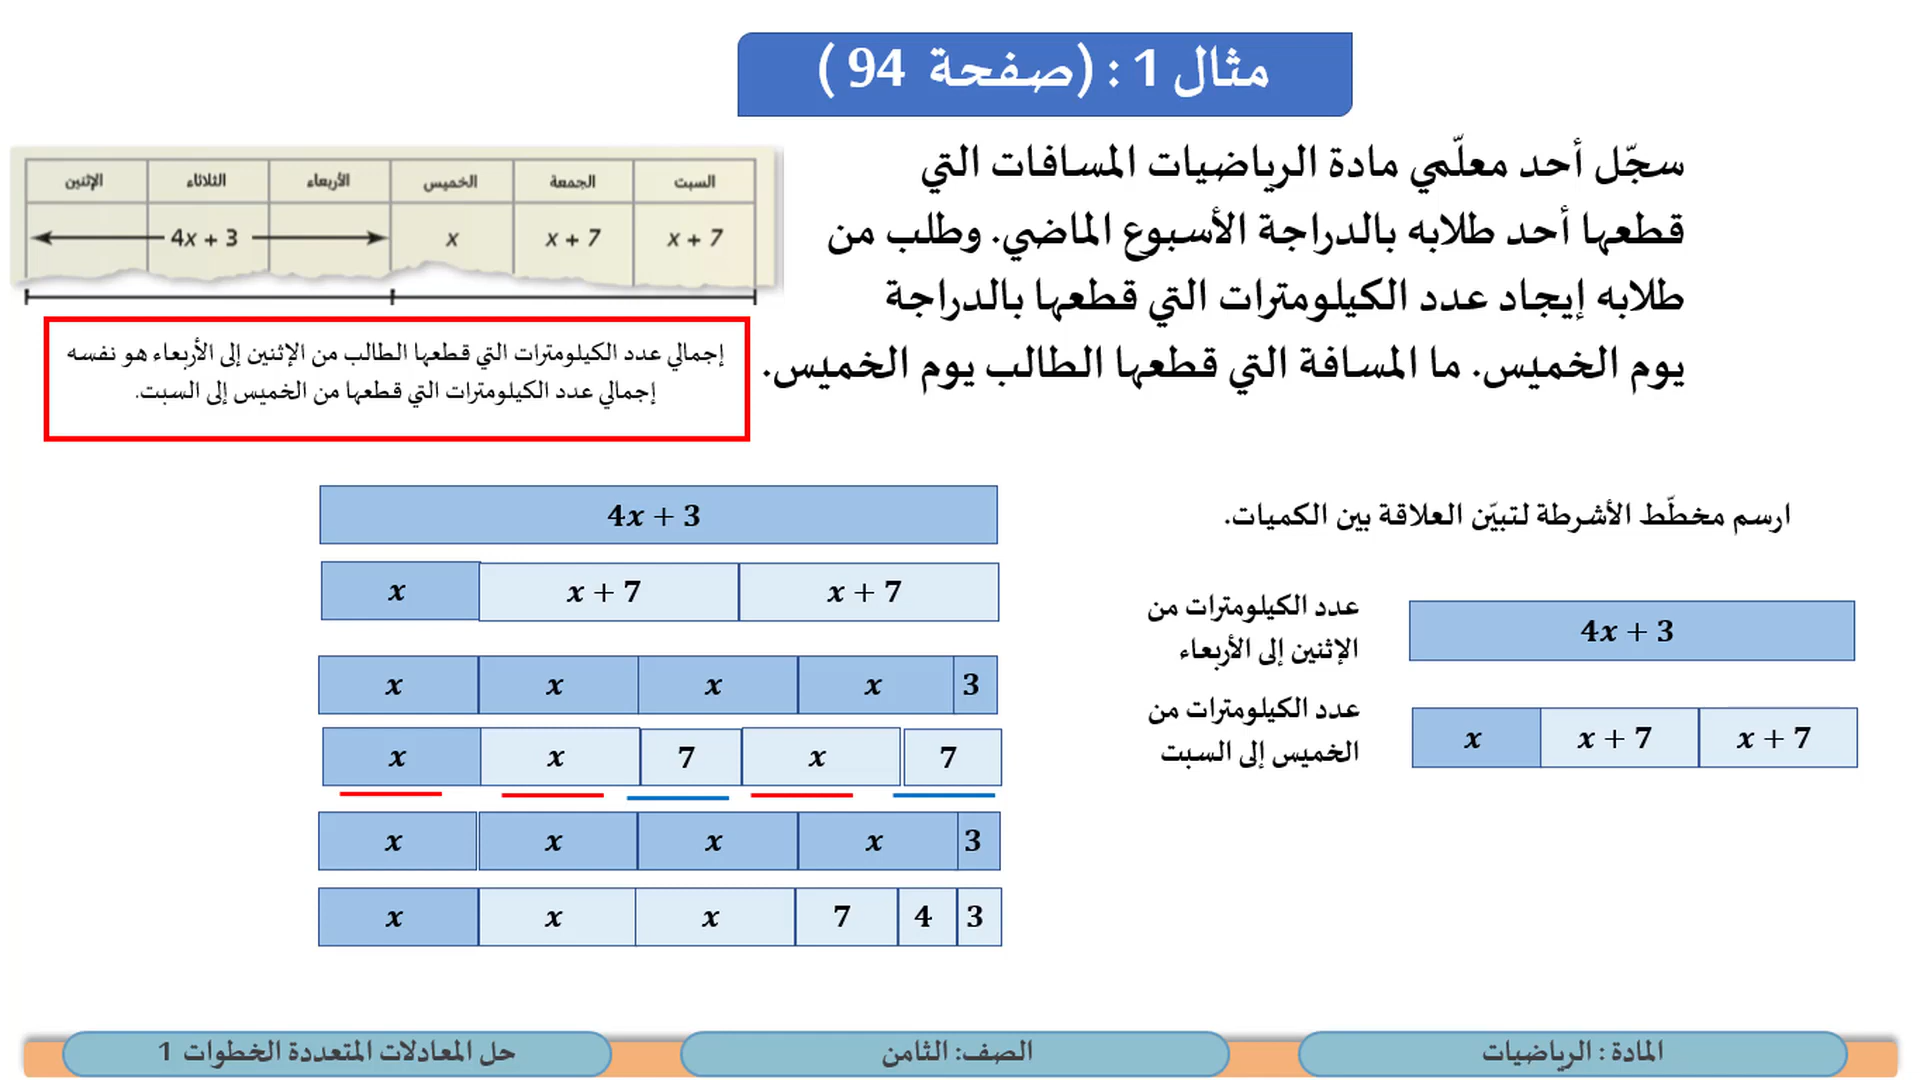 مثال 1 : (صفحة 94 )
سجّل أحد معلّمي مادة الرياضيات المسافات التي
قطعها أحد طلابه بالدراجة الأسبوع الماضي. وطلب من
طلابه إيجاد عدد الكيلومترات التي قطعها بالدراجة
يوم الخميس. ما المسافة التي قطعها الطالب يوم الخميس.
السبت الجمعة الخميس الأربعاء الثلاثاء الإثنين
x + 7 x + 7 x 4x + 3
إجمالي عدد الكيلومترات التي قطعها الطالب من الإثنين إلى الأربعاء هو نفسه
إجمالي عدد الكيلومترات التي قطعها من الخميس إلى السبت.
ارسم مخطّط الأشرطة لتبيّن العلاقة بين الكميات.
4x + 3
عدد الكيلومترات من
الإثنين إلى الأربعاء
x x + 7 x + 7
عدد الكيلومترات من
الخميس إلى السبت
4x + 3
x x + 7 x + 7
x x x x 3
x x 7 x 7
x x x x 3
x x x 7 4 3
المادة : الرياضيات
الصف: الثامن
حل المعادلات المتعددة الخطوات 1